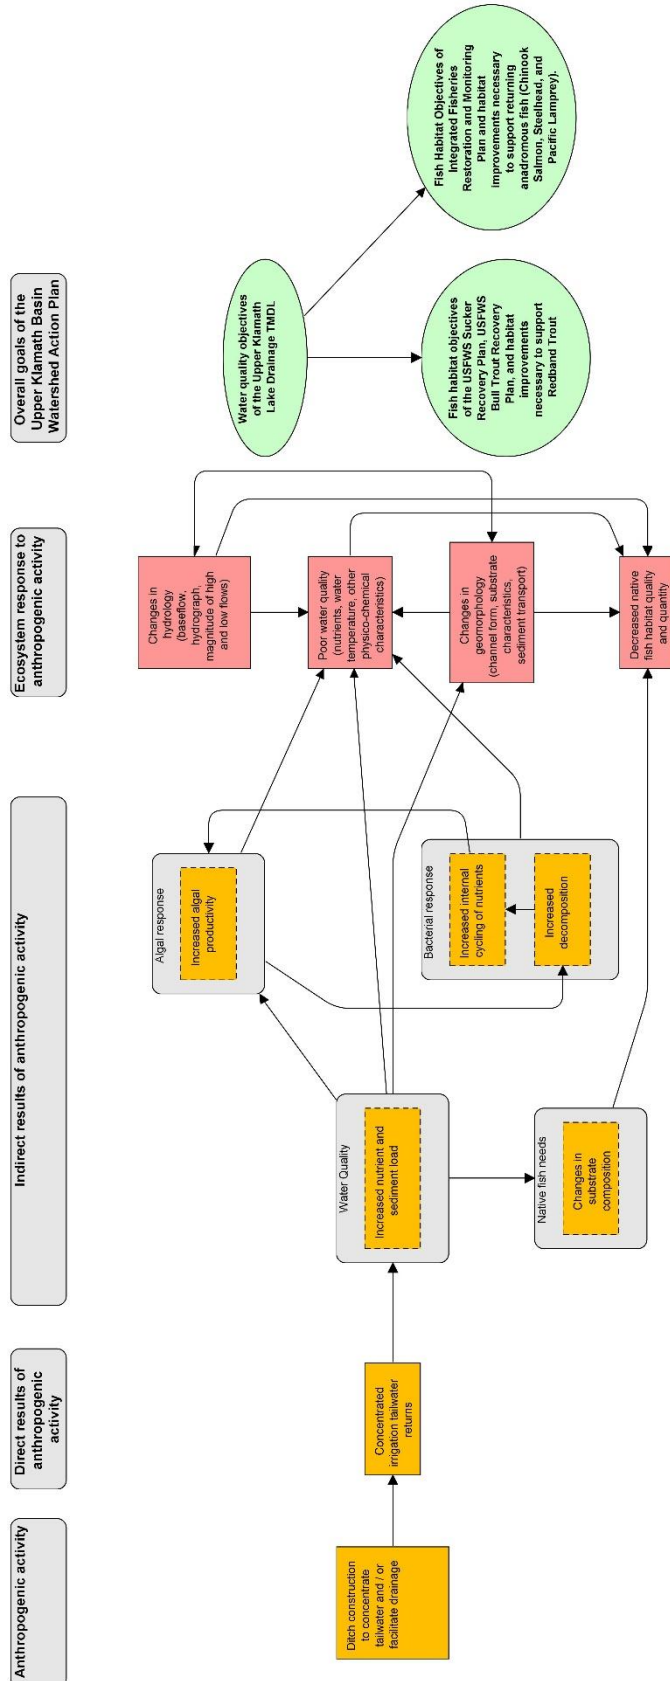 Anthropogenic activity
Direct results of
anthropogenic
activity
Indirect results of anthropogenic activity
Ecosystem response to
anthropogenic activity
Overall goals of the
Upper Klamath Basin
Watershed Action Plan
Ditch construction
to concentrate
tailwater and / or
facilitate drainage
Concentrated
irrigation tailwater
returns
Water Quality
Increased nutrient and
sediment load
Native fish needs
Changes in
substrate
composition
Algal response
Increased algal
productivity
Bacterial response
Increased internal
cycling of nutrients
Increased
decomposition
Changes in
hydrology
(baseflow,
hydrograph,
magnitude of high
and low flows)
Poor water quality
(nutrients, water
temperature, other
physico-chemical
characteristics)
Changes in
geomorphology
(channel form, substrate
characteristics,
sediment transport)
Decreased native
fish habitat quality
and quantity
Water quality objectives
of the Upper Klamath
Lake Drainage TMDL
Fish habitat objectives
of the USFWS Sucker
Recovery Plan, USFWS
Bull Trout Recovery
Plan, and habitat
improvements
necessary to support
Redband Trout
Fish Habitat Objectives of
Integrated Fisheries
Restoration and Monitoring
Plan and habitat
improvements necessary
to support returning
anadromous fish (Chinook
Salmon, Steelhead, and
Pacific Lamprey).